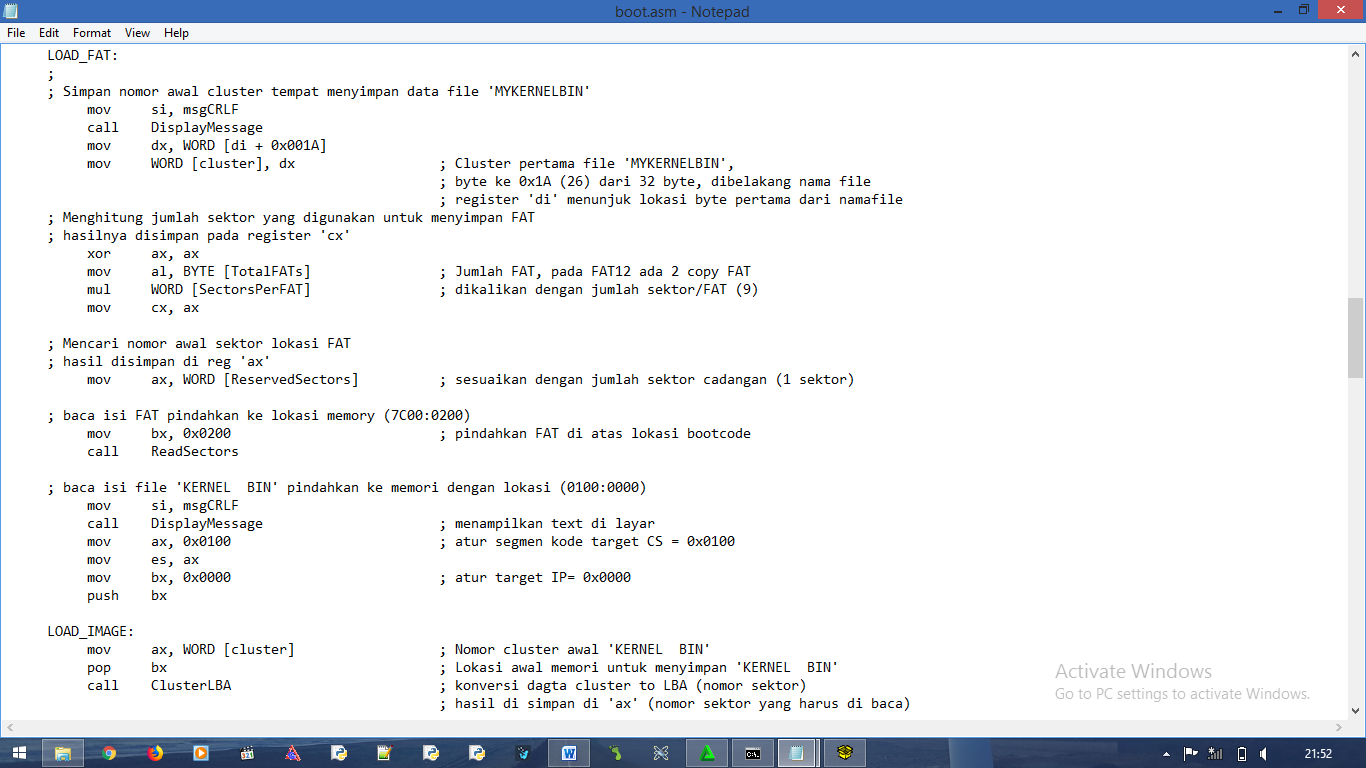 boot.asm - Notepad
File Edit Format View Help
LOAD_FAT:
;
; Simpan nomor awal cluster tempat menyimpan data file 'MYKERNELBIN'
mov si, msgCRLF
call DisplayMessage
mov dx, WORD [di + 0x001A]
mov WORD [cluster], dx ; Cluster pertama file 'MYKERNELBIN',
; byte ke 0x1A (26) dari 32 byte, dibelakang nama file
; register 'di' menunjuk lokasi byte pertama dari namafile
; Menghitung jumlah sektor yang digunakan untuk menyimpan FAT
; hasilnya disimpan pada register 'cx'
xor ax, ax
mov al, BYTE [TotalFATs] ; Jumlah FAT, pada FAT12 ada 2 copy FAT
mul WORD [SectorsPerFAT] ; dikalikan dengan jumlah sektor/FAT (9)
mov cx, ax
; Mencari nomor awal sektor lokasi FAT
; hasil disimpan di reg 'ax'
mov ax, WORD [ReservedSectors] ; sesuaikan dengan jumlah sektor cadangan (1 sektor)
; baca isi FAT pindahkan ke lokasi memory (7C00:0200)
mov bx, 0x0200 ; pindahkan FAT di atas lokasi bootcode
call ReadSectors
; baca isi file 'KERNEL  BIN' pindahkan ke memori dengan lokasi (0100:0000)
mov si, msgCRLF
call DisplayMessage ; menampilkan text di layar
mov ax, 0x0100 ; atur segmen kode target CS = 0x0100
mov es, ax
mov bx, 0x0000 ; atur target IP= 0x0000
push bx
LOAD_IMAGE:
mov ax, WORD [cluster] ; Nomor cluster awal 'KERNEL  BIN'
pop bx ; Lokasi awal memori untuk menyimpan 'KERNEL  BIN'
call ClusterLBA ; konversi dagta cluster to LBA (nomor sektor)
; hasil di simpan di 'ax' (nomor sektor yang harus di baca)
Activate Windows
Go to PC settings to activate Windows.
21:52